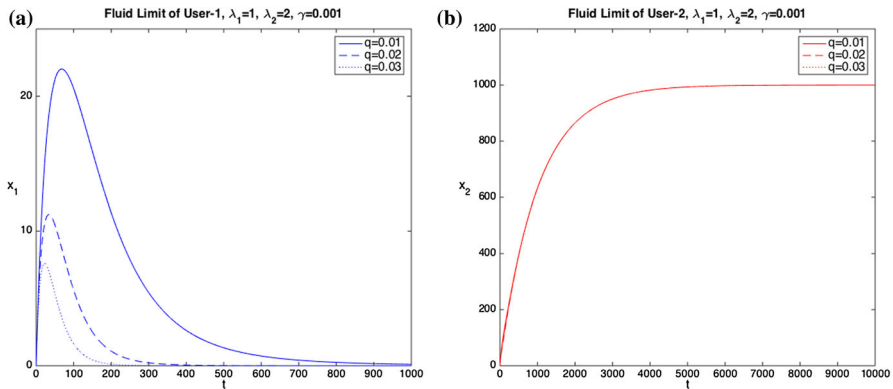 (a)
Fluid Limit of User-1, λ₁=1, λ₂=2, γ=0.001
q=0.01
q=0.02
q=0.03
30
20
10
0
x₁
0 100 200 300 400 500 600 700 800 900 1000
t
(b)
Fluid Limit of User-2, λ₁=1, λ₂=2, γ=0.001
q=0.01
q=0.02
q=0.03
1200
1000
800
600
400
200
0
x₂
0 1000 2000 3000 4000 5000 6000 7000 8000 9000 10000
t